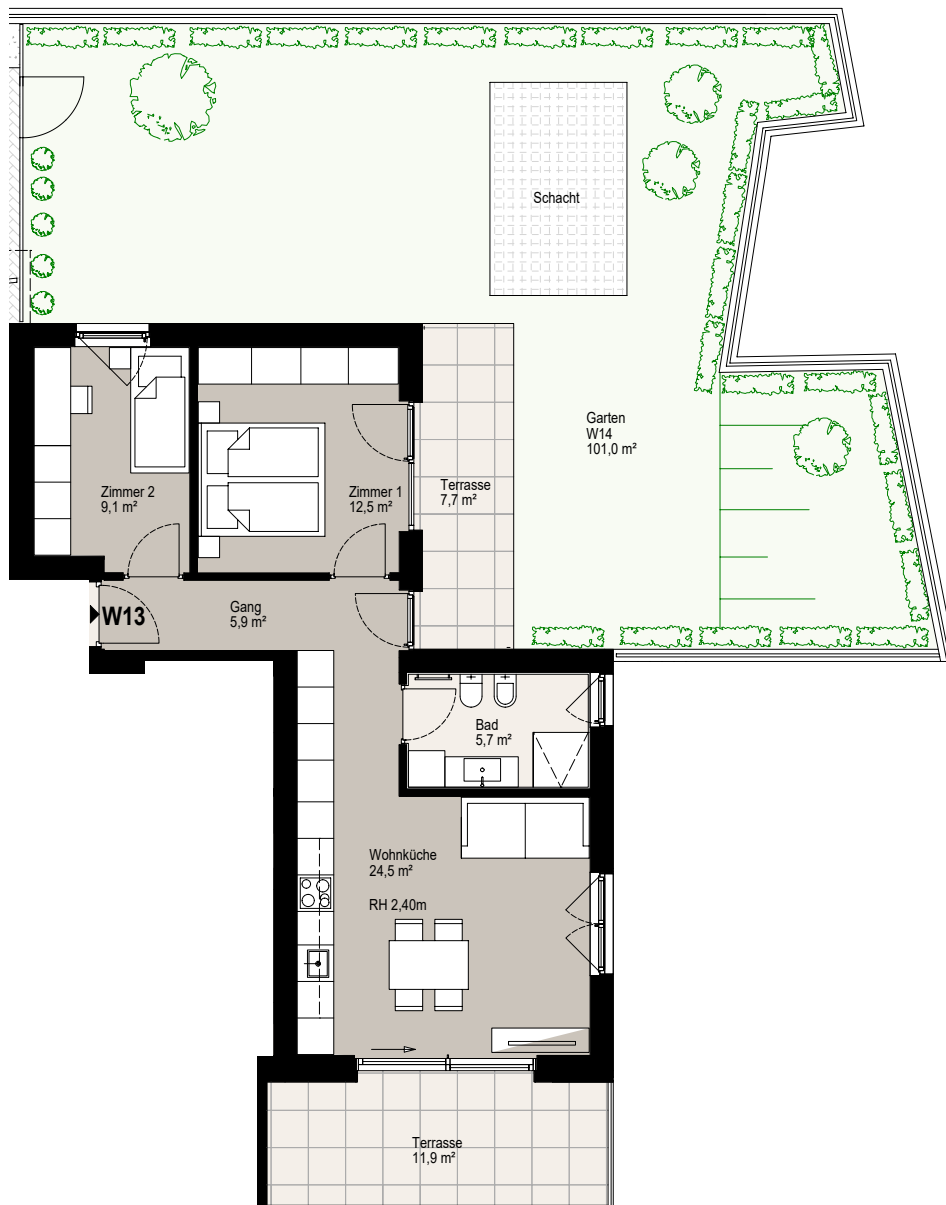 Schacht
Garten
W14
101,0 m²
Terrasse
7,7 m²
Zimmer 1
12,5 m²
Zimmer 2
9,1 m²
Gang
5,9 m²
W13
Bad
5,7 m²
Wohnküche
24,5 m²
RH 2,40m
Terrasse
11,9 m²